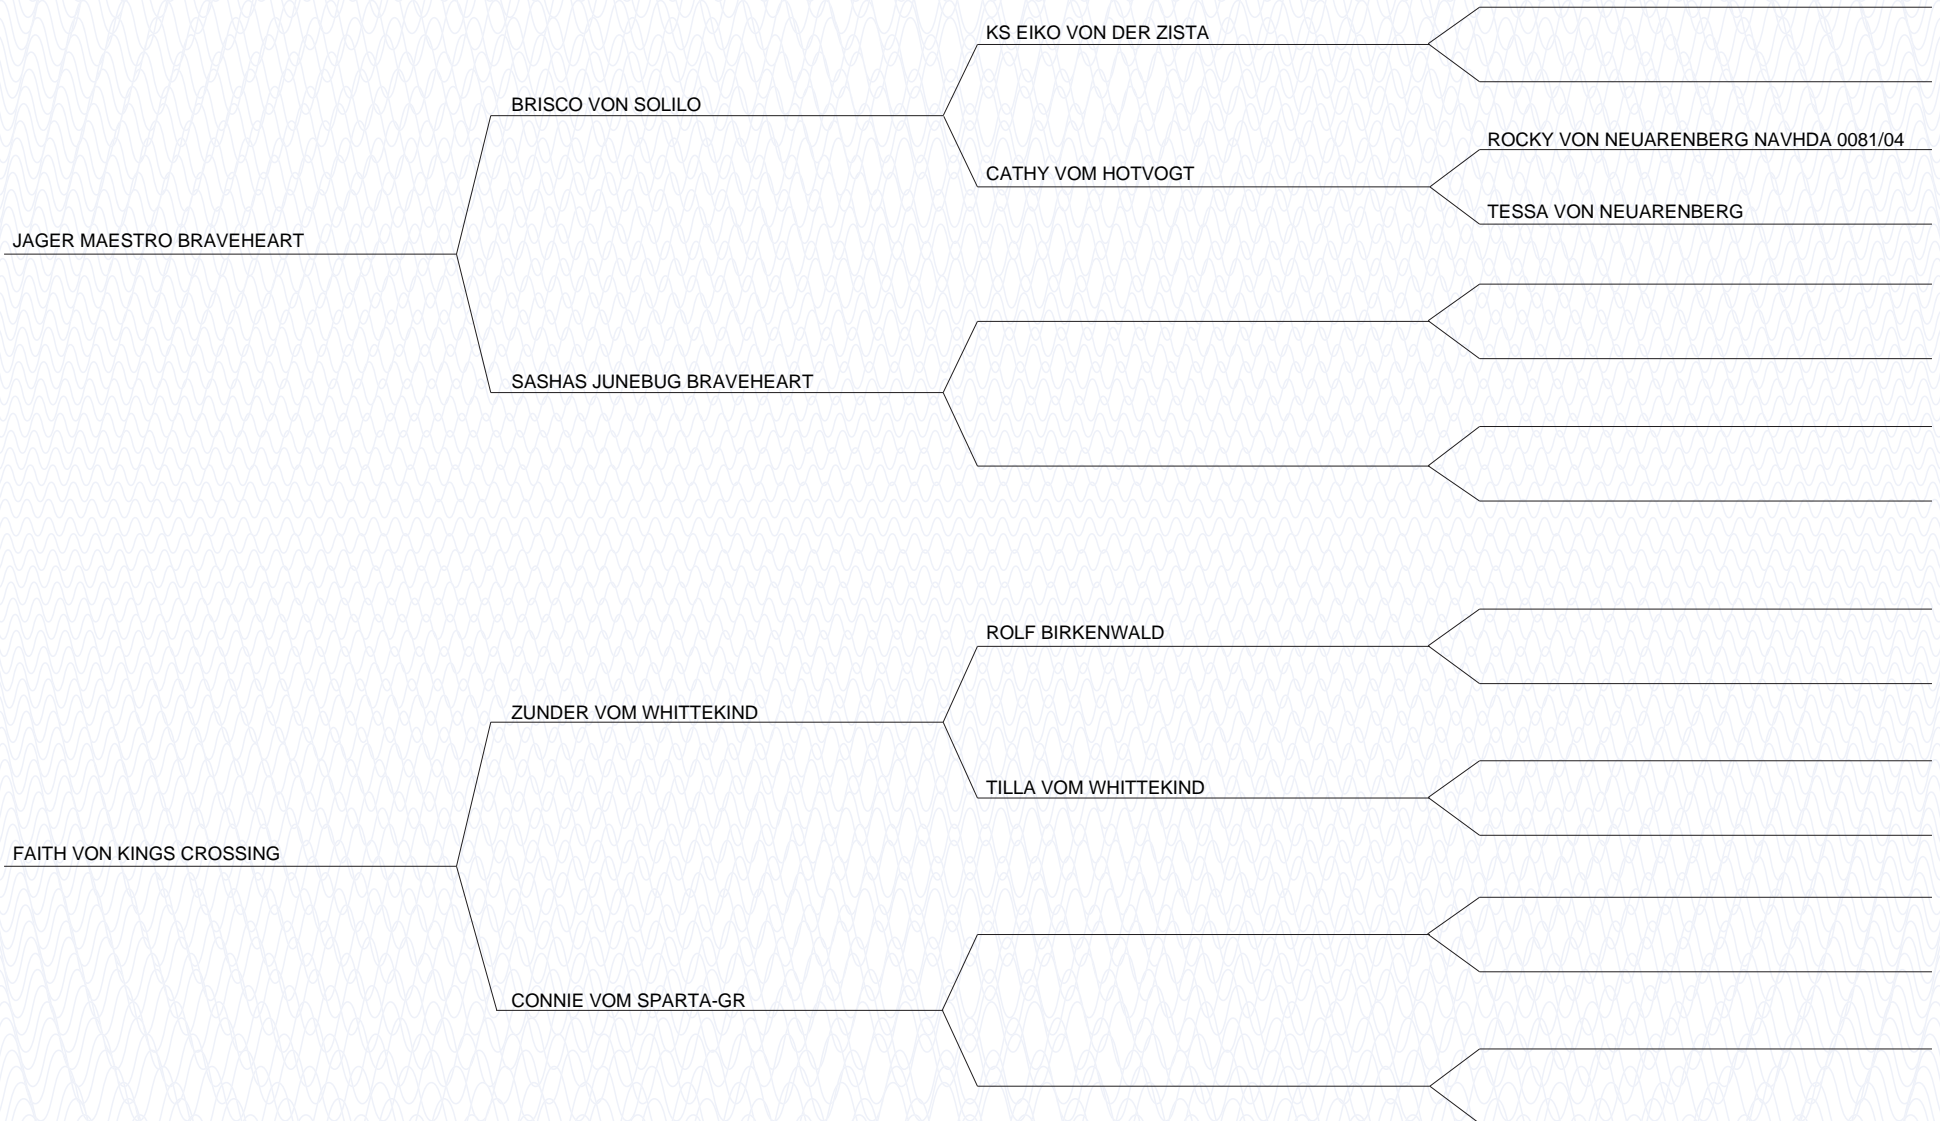 KS EIKO VON DER ZISTA
BRISCO VON SOLILO
ROCKY VON NEUARENBERG NAVHDA 0081/04
CATHY VOM HOTVOGT
TESSA VON NEUARENBERG
JAGER MAESTRO BRAVEHEART
SASHAS JUNEBUG BRAVEHEART
ROLF BIRKENWALD
ZUNDER VOM WHITTEKIND
TILLA VOM WHITTEKIND
FAITH VON KINGS CROSSING
CONNIE VOM SPARTA-GR